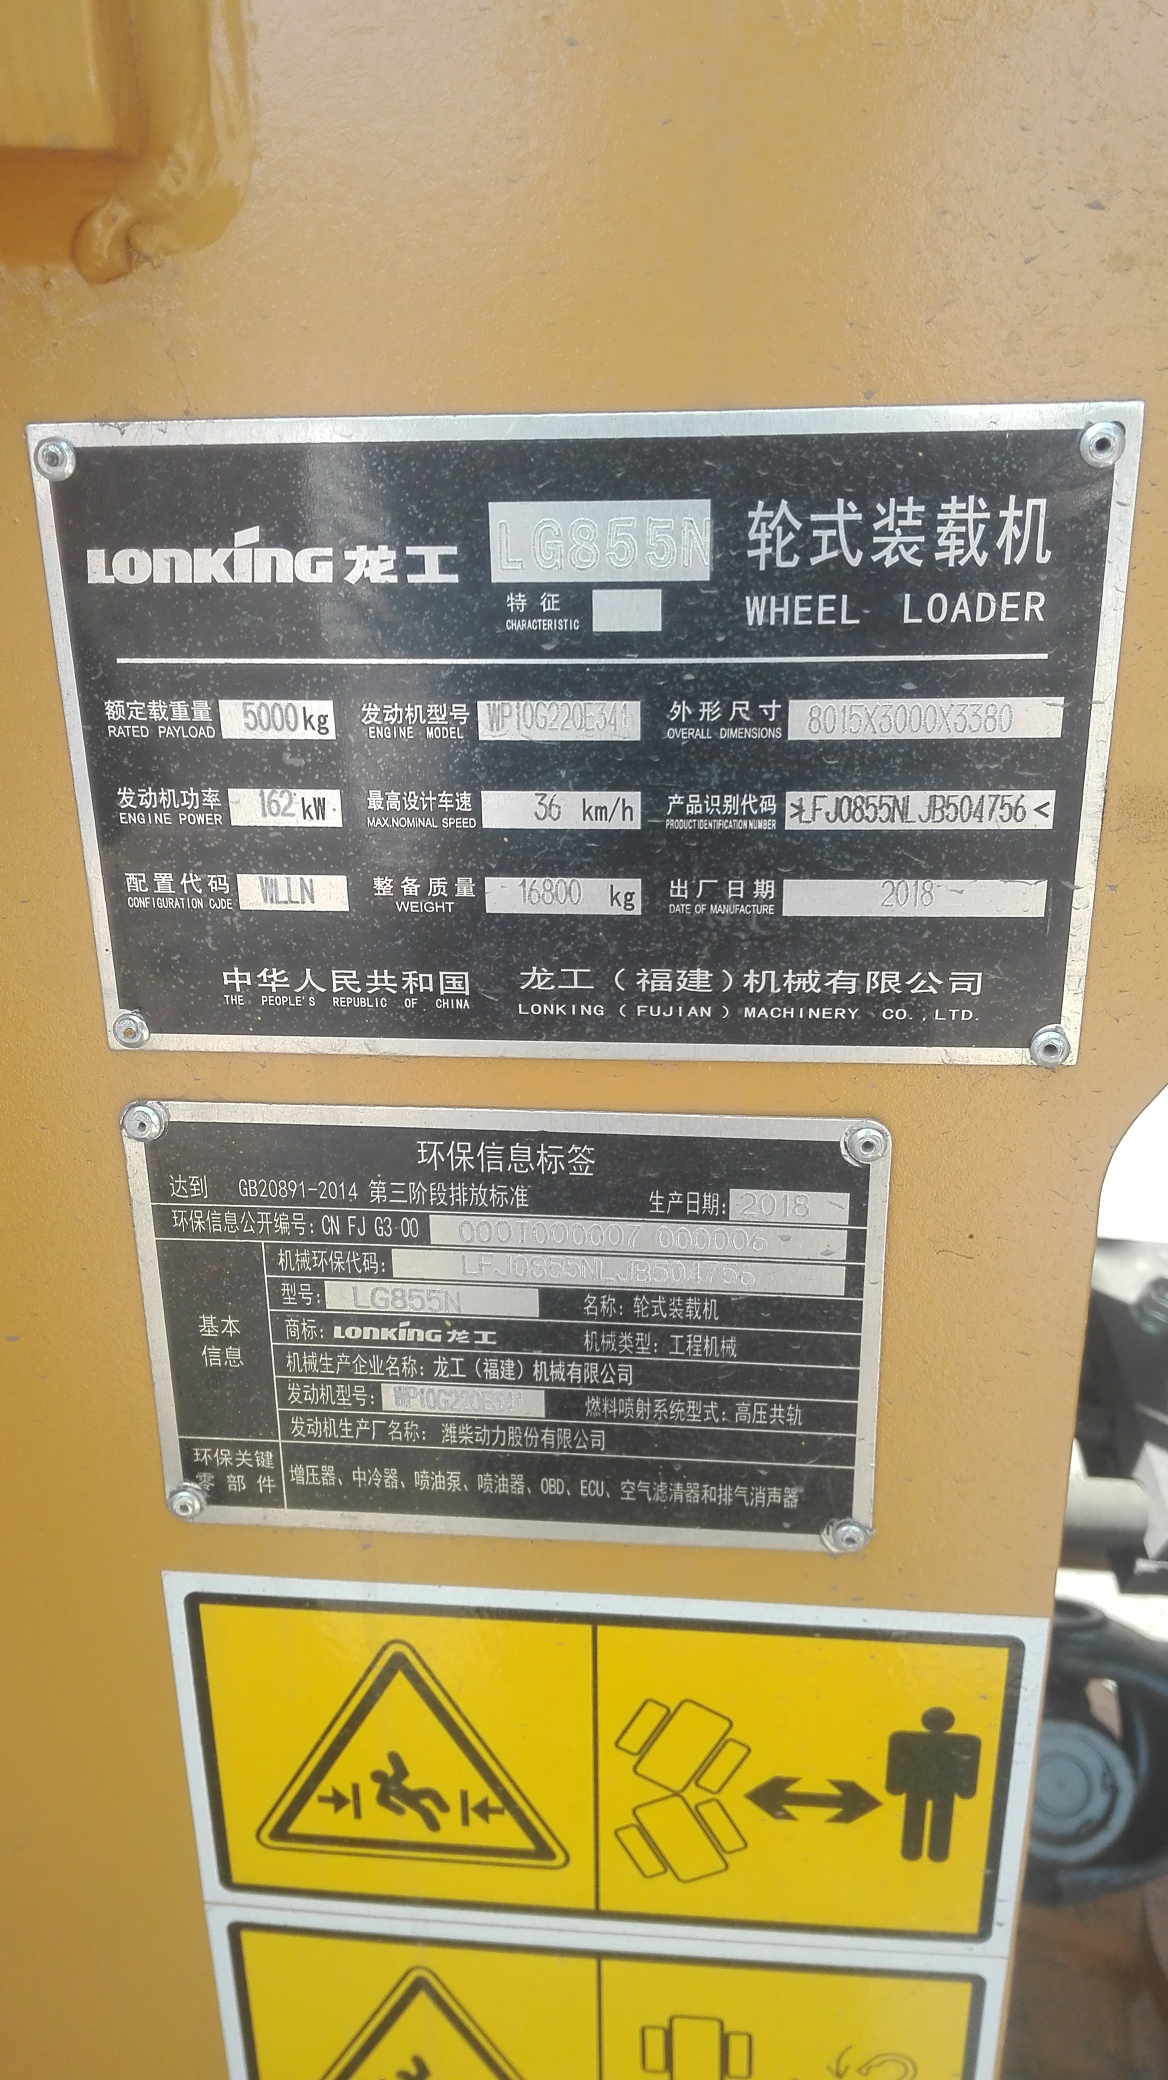 LONKING 龙工 LG855N 轮式装载机
特征
CHARACTERISTIC
WHEEL LOADER
额定载重量 5000kg 发动机型号 WP10G220E341 外形尺寸 8015X3000X3380
RATED PAYLOAD ENGINE MODEL OVERALL DIMENSIONS
发动机功率 162 kW 最高设计车速 36 km/h 产品识别代码 >LFJ0855NLJB504756<
ENGINE POWER MAX.NOMINAL SPEED PRODUCT IDENTIFICATION NUMBER
配置代码 WLLN 整备质量 16800 kg 出厂日期 2018
CONFIGURATION CODE WEIGHT DATE OF MANUFACTURE
中华人民共和国 龙工（福建）机械有限公司
THE PEOPLE'S REPUBLIC OF CHINA LONKING ( FUJIAN ) MACHINERY CO.,LTD.
环保信息标签
达到 GB20891-2014 第三阶段排放标准 生产日期: 2018
环保信息公开编号: CN FJ G3 00 0001000007 000006
机械环保代码: LFJ0855NLJB504756
型号: LG855N 名称: 轮式装载机
基本信息
商标: LONKING 龙工 机械类型: 工程机械
机械生产企业名称: 龙工（福建）机械有限公司
发动机型号: WP10G220E341 燃料喷射系统型式: 高压共轨
发动机生产厂名称: 潍柴动力股份有限公司
环保关键零部件 增压器、中冷器、喷油泵、喷油器、OBD、ECU、空气滤清器和排气消声器